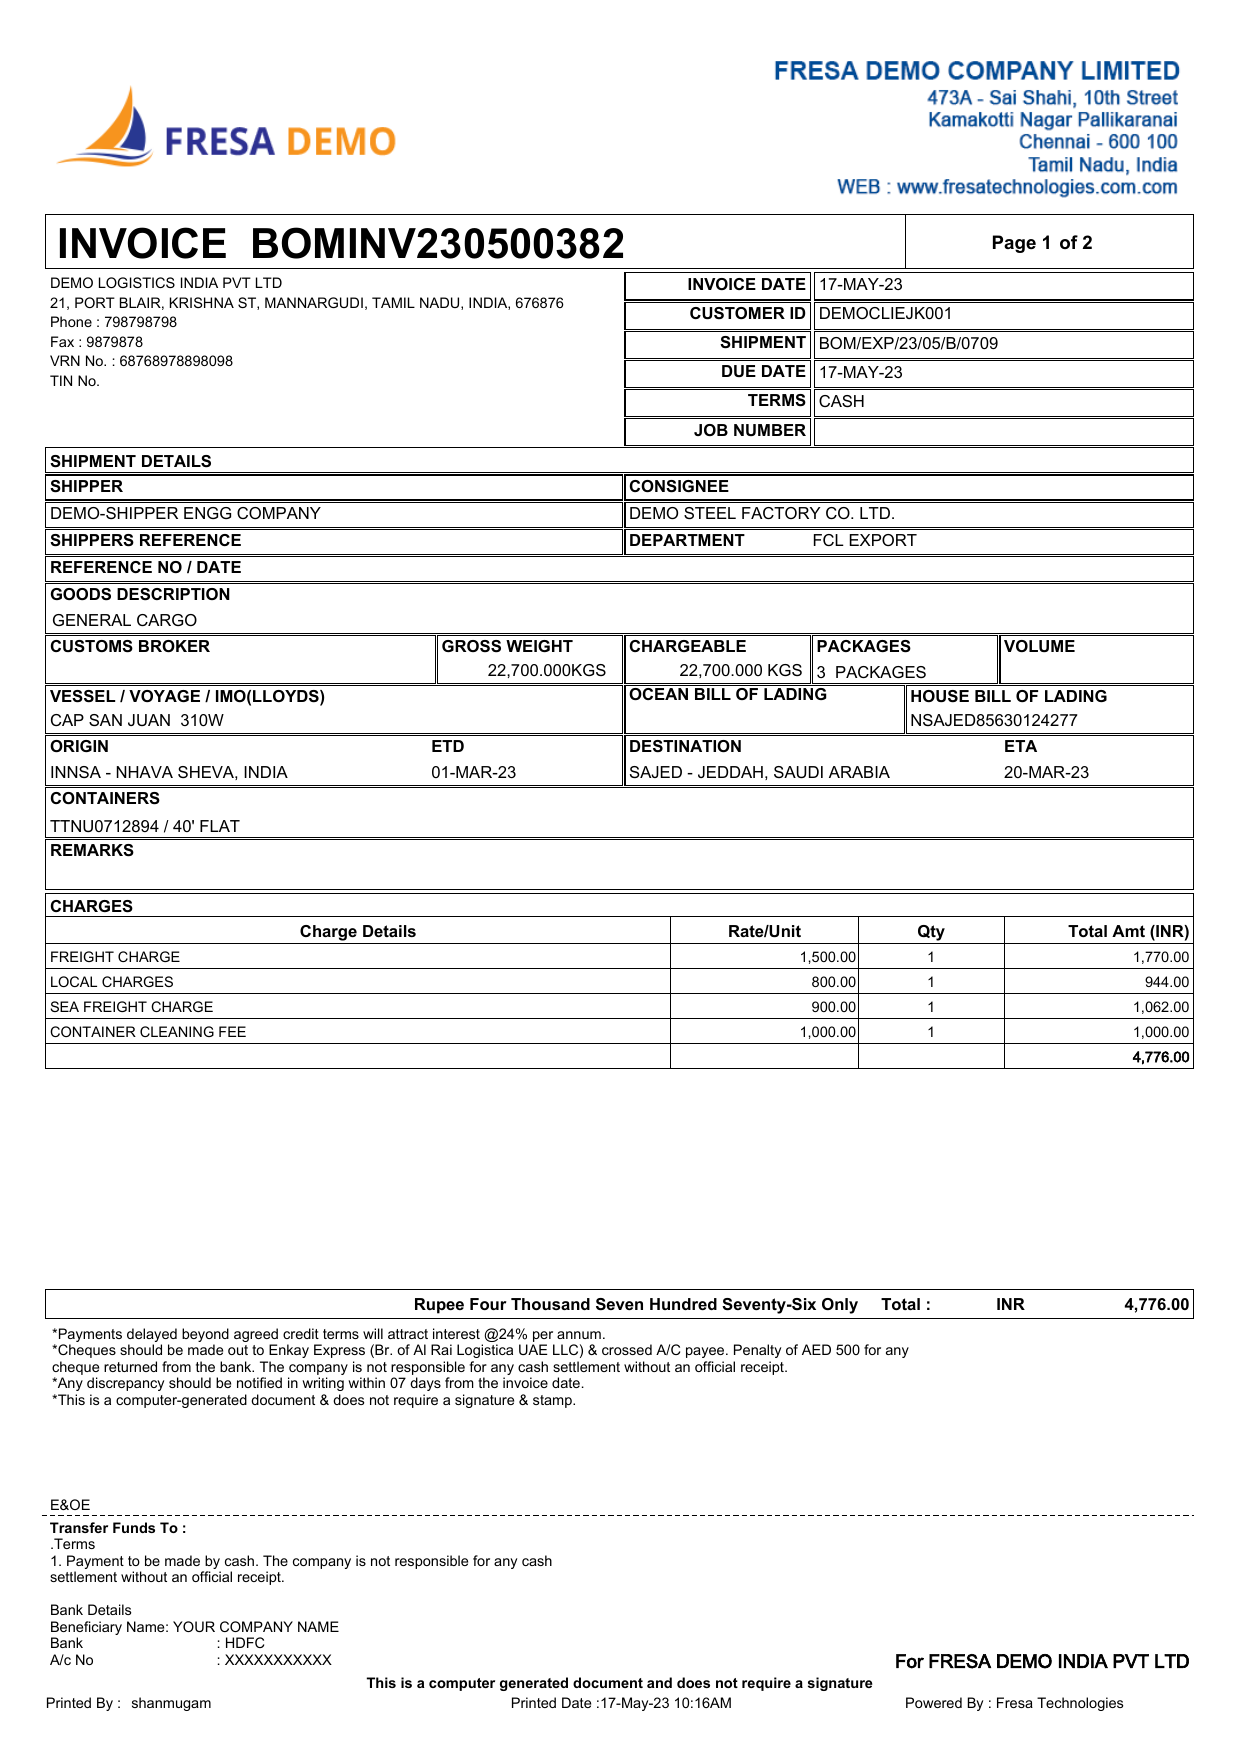 FRESA DEMO
FRESA DEMO COMPANY LIMITED
473A - Sai Shahi, 10th Street
Kamakotti Nagar Pallikaranai
Chennai - 600 100
Tamil Nadu, India
WEB : www.fresatechnologies.com.com
INVOICE BOMINV230500382
Page 1 of 2
DEMO LOGISTICS INDIA PVT LTD
21, PORT BLAIR, KRISHNA ST, MANNARGUDI, TAMIL NADU, INDIA, 676876
Phone : 798798798
Fax : 9879878
VRN No. : 68768978898098
TIN No.
INVOICE DATE 17-MAY-23
CUSTOMER ID DEMOCLIEJK001
SHIPMENT BOM/EXP/23/05/B/0709
DUE DATE 17-MAY-23
TERMS CASH
JOB NUMBER
SHIPMENT DETAILS
SHIPPER CONSIGNEE
DEMO-SHIPPER ENGG COMPANY DEMO STEEL FACTORY CO. LTD.
SHIPPERS REFERENCE DEPARTMENT FCL EXPORT
REFERENCE NO / DATE
GOODS DESCRIPTION
GENERAL CARGO
CUSTOMS BROKER GROSS WEIGHT CHARGEABLE PACKAGES VOLUME
22,700.000KGS 22,700.000 KGS 3 PACKAGES
VESSEL / VOYAGE / IMO(LLOYDS) OCEAN BILL OF LADING HOUSE BILL OF LADING
CAP SAN JUAN 310W NSAJED85630124277
ORIGIN ETD DESTINATION ETA
INNSA - NHAVA SHEVA, INDIA 01-MAR-23 SAJED - JEDDAH, SAUDI ARABIA 20-MAR-23
CONTAINERS
TTNU0712894 / 40' FLAT
REMARKS
CHARGES
Charge Details Rate/Unit Qty Total Amt (INR)
FREIGHT CHARGE 1,500.00 1 1,770.00
LOCAL CHARGES 800.00 1 944.00
SEA FREIGHT CHARGE 900.00 1 1,062.00
CONTAINER CLEANING FEE 1,000.00 1 1,000.00
4,776.00
Rupee Four Thousand Seven Hundred Seventy-Six Only Total : INR 4,776.00
*Payments delayed beyond agreed credit terms will attract interest @24% per annum.
*Cheques should be made out to Enkay Express (Br. of Al Rai Logistica UAE LLC) & crossed A/C payee. Penalty of AED 500 for any
cheque returned from the bank. The company is not responsible for any cash settlement without an official receipt.
*Any discrepancy should be notified in writing within 07 days from the invoice date.
*This is a computer-generated document & does not require a signature & stamp.
E&OE
Transfer Funds To :
.Terms
1. Payment to be made by cash. The company is not responsible for any cash
settlement without an official receipt.
Bank Details
Beneficiary Name: YOUR COMPANY NAME
Bank : HDFC
A/c No : XXXXXXXXXXX
For FRESA DEMO INDIA PVT LTD
This is a computer generated document and does not require a signature
Printed By : shanmugam Printed Date :17-May-23 10:16AM Powered By : Fresa Technologies